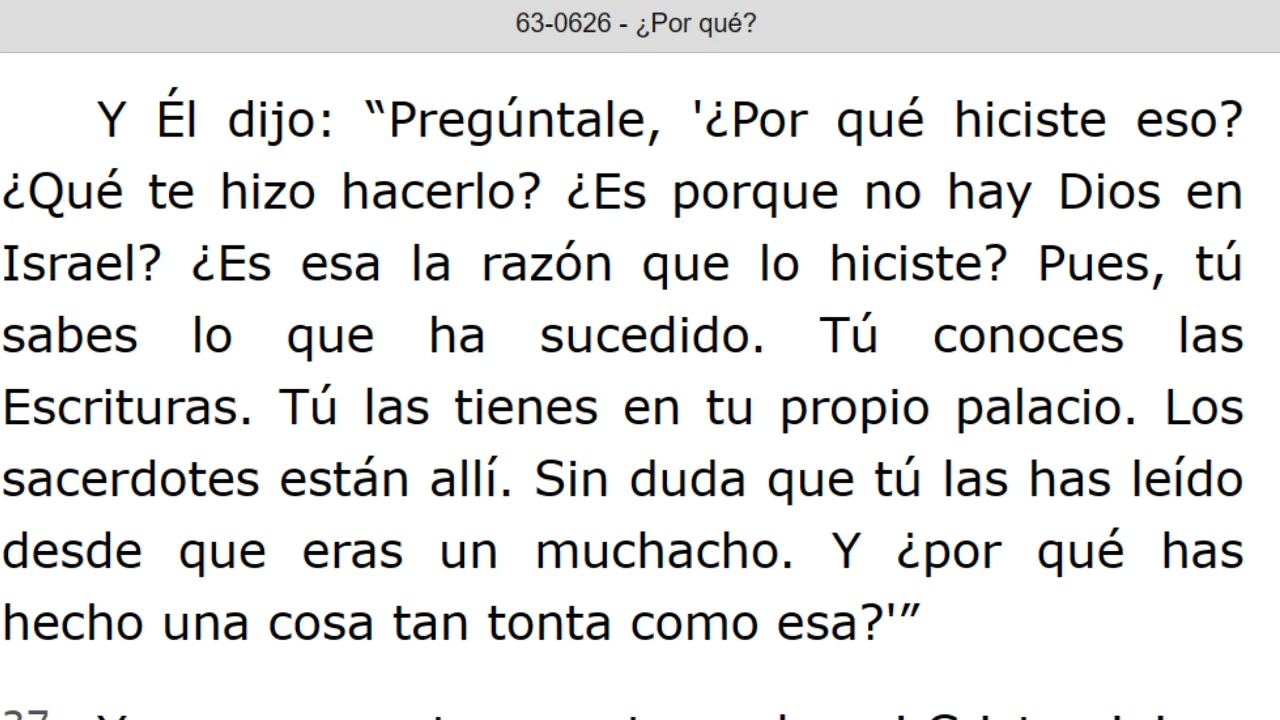 63-0626 - ¿Por qué?
Y Él dijo: “Pregúntale, '¿Por qué hiciste eso?
¿Qué te hizo hacerlo? ¿Es porque no hay Dios en
Israel? ¿Es esa la razón que lo hiciste? Pues, tú
sabes lo que ha sucedido. Tú conoces las
Escrituras. Tú las tienes en tu propio palacio. Los
sacerdotes están allí. Sin duda que tú las has leído
desde que eras un muchacho. Y ¿por qué has
hecho una cosa tan tonta como esa?'”
37